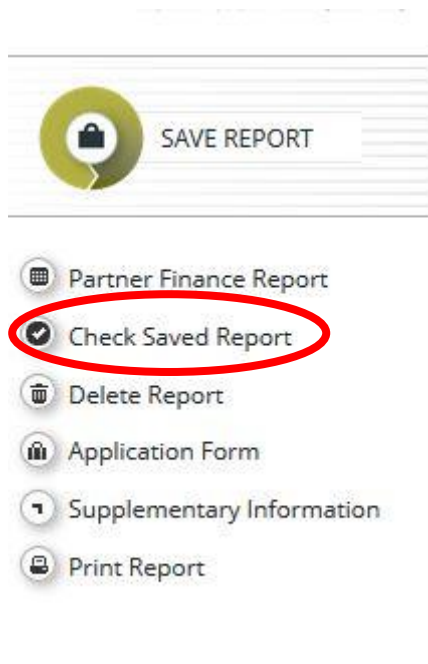 SAVE REPORT
Partner Finance Report
Check Saved Report
Delete Report
Application Form
Supplementary Information
Print Report